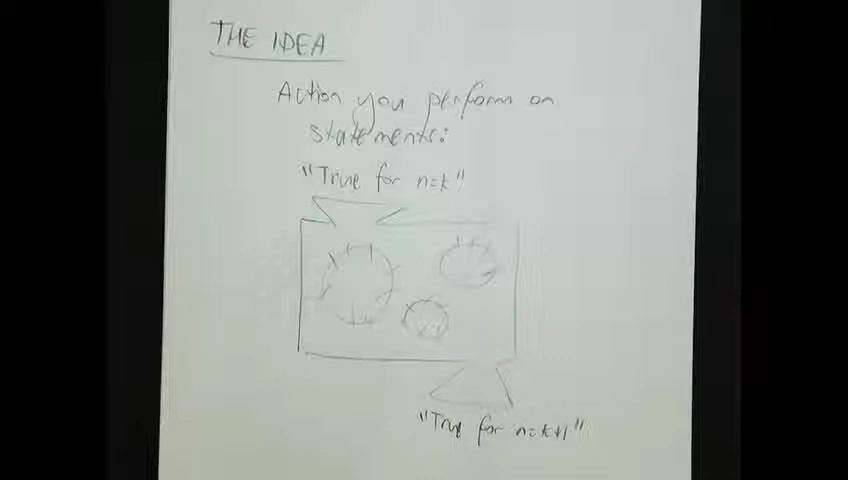 THE IDEA
Action you perform on
statements:
"True for n=k"
"True for n=k+1"